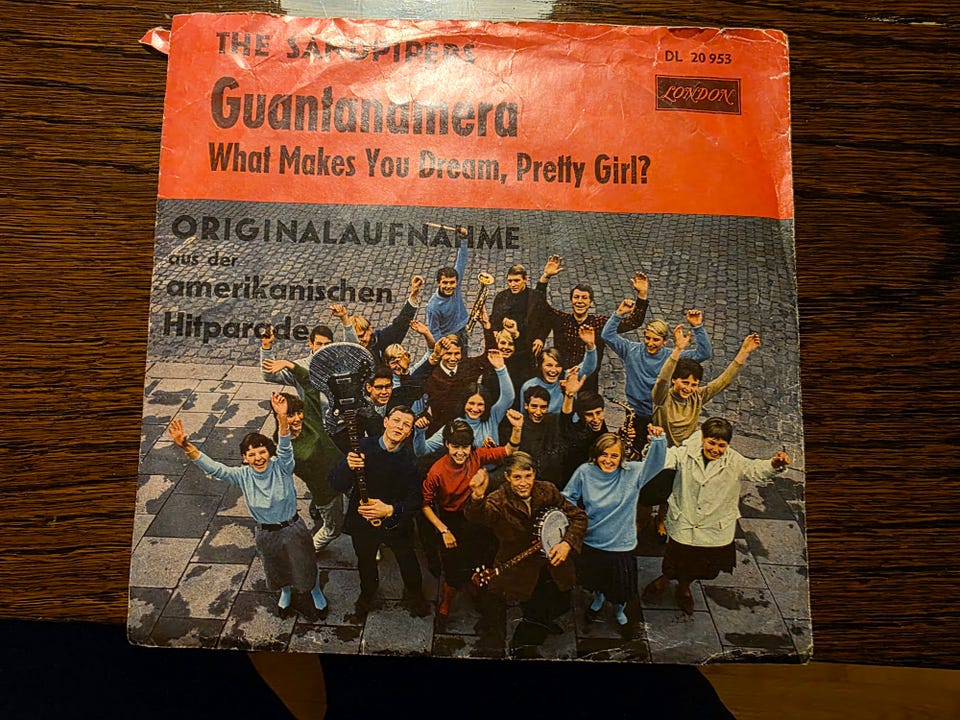 THE SANDPIPERS
DL 20 953
LONDON
Guantanamera
What Makes You Dream, Pretty Girl?
ORIGINALAUFNAHME
aus der
amerikanischen
Hitparade